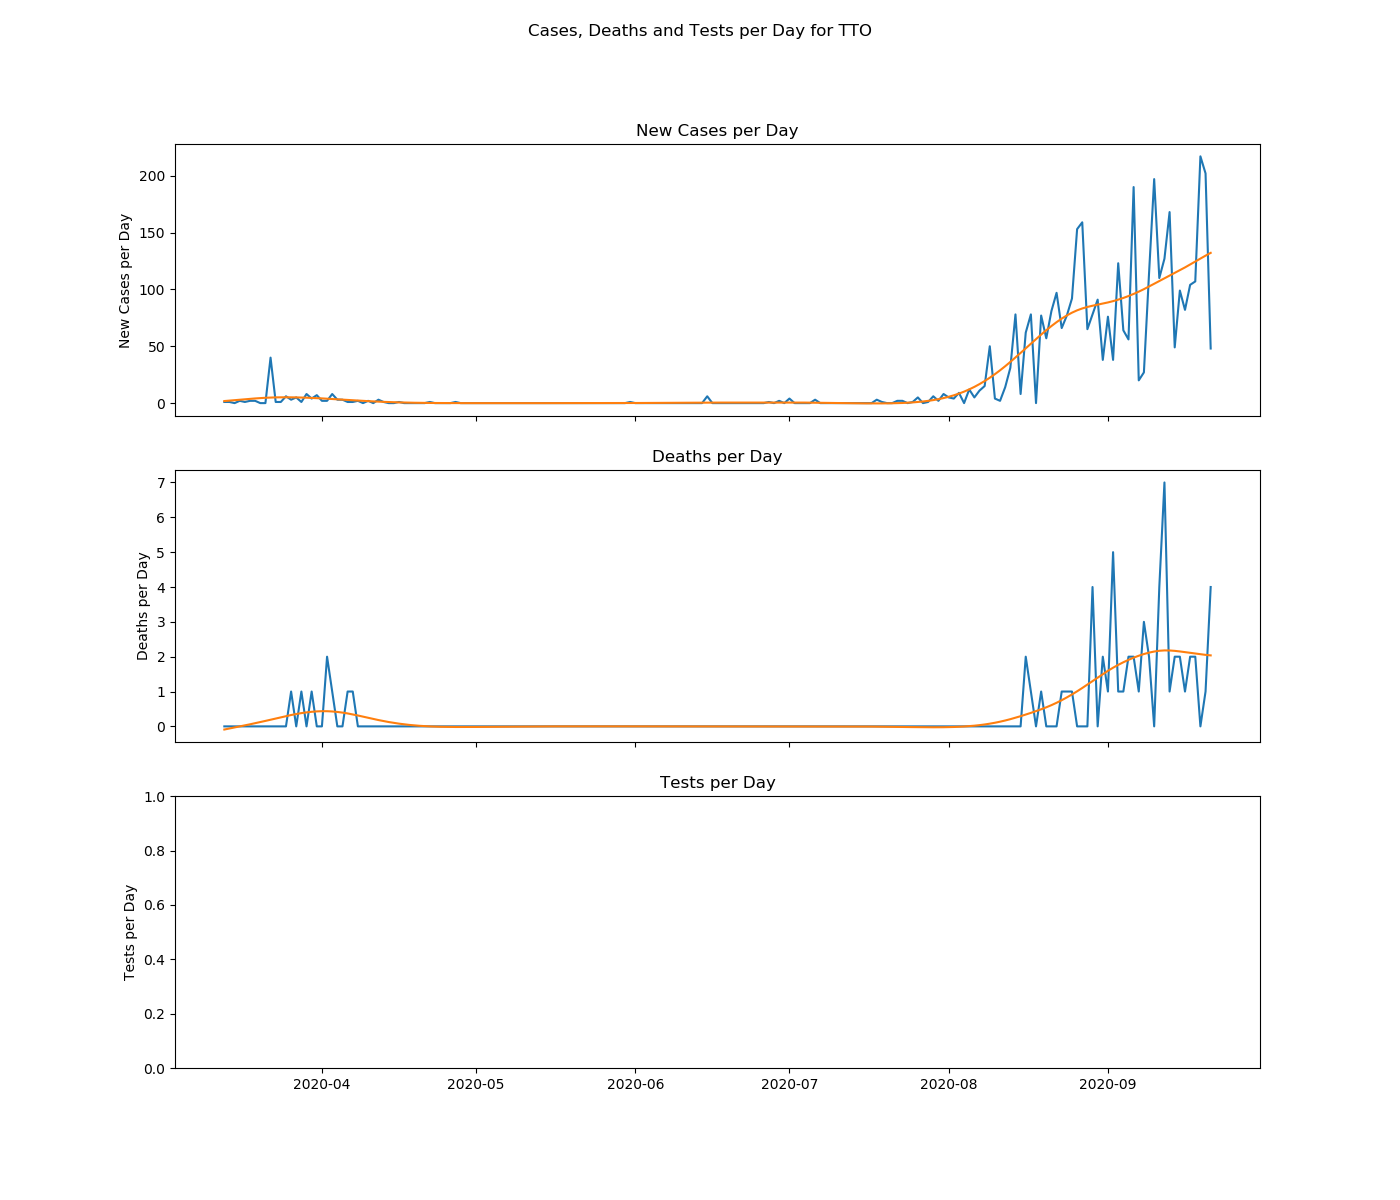 Cases, Deaths and Tests per Day for TTO
New Cases per Day
New Cases per Day
200
150
100
50
0
Deaths per Day
Deaths per Day
7
6
5
4
3
2
1
0
Tests per Day
Tests per Day
1.0
0.8
0.6
0.4
0.2
0.0
2020-04 2020-05 2020-06 2020-07 2020-08 2020-09